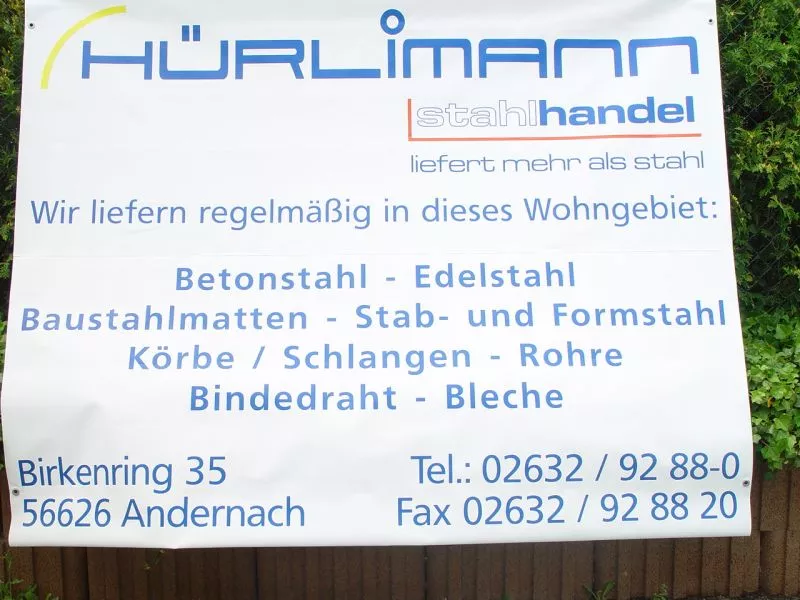 HÜRLIMANN
stahlhandel
liefert mehr als stahl
Wir liefern regelmäßig in dieses Wohngebiet:
Betonstahl - Edelstahl
Baustahlmatten - Stab- und Formstahl
Körbe / Schlangen - Rohre
Bindedraht - Bleche
Birkenring 35 Tel.: 02632 / 92 88-0
56626 Andernach Fax 02632 / 92 88 20